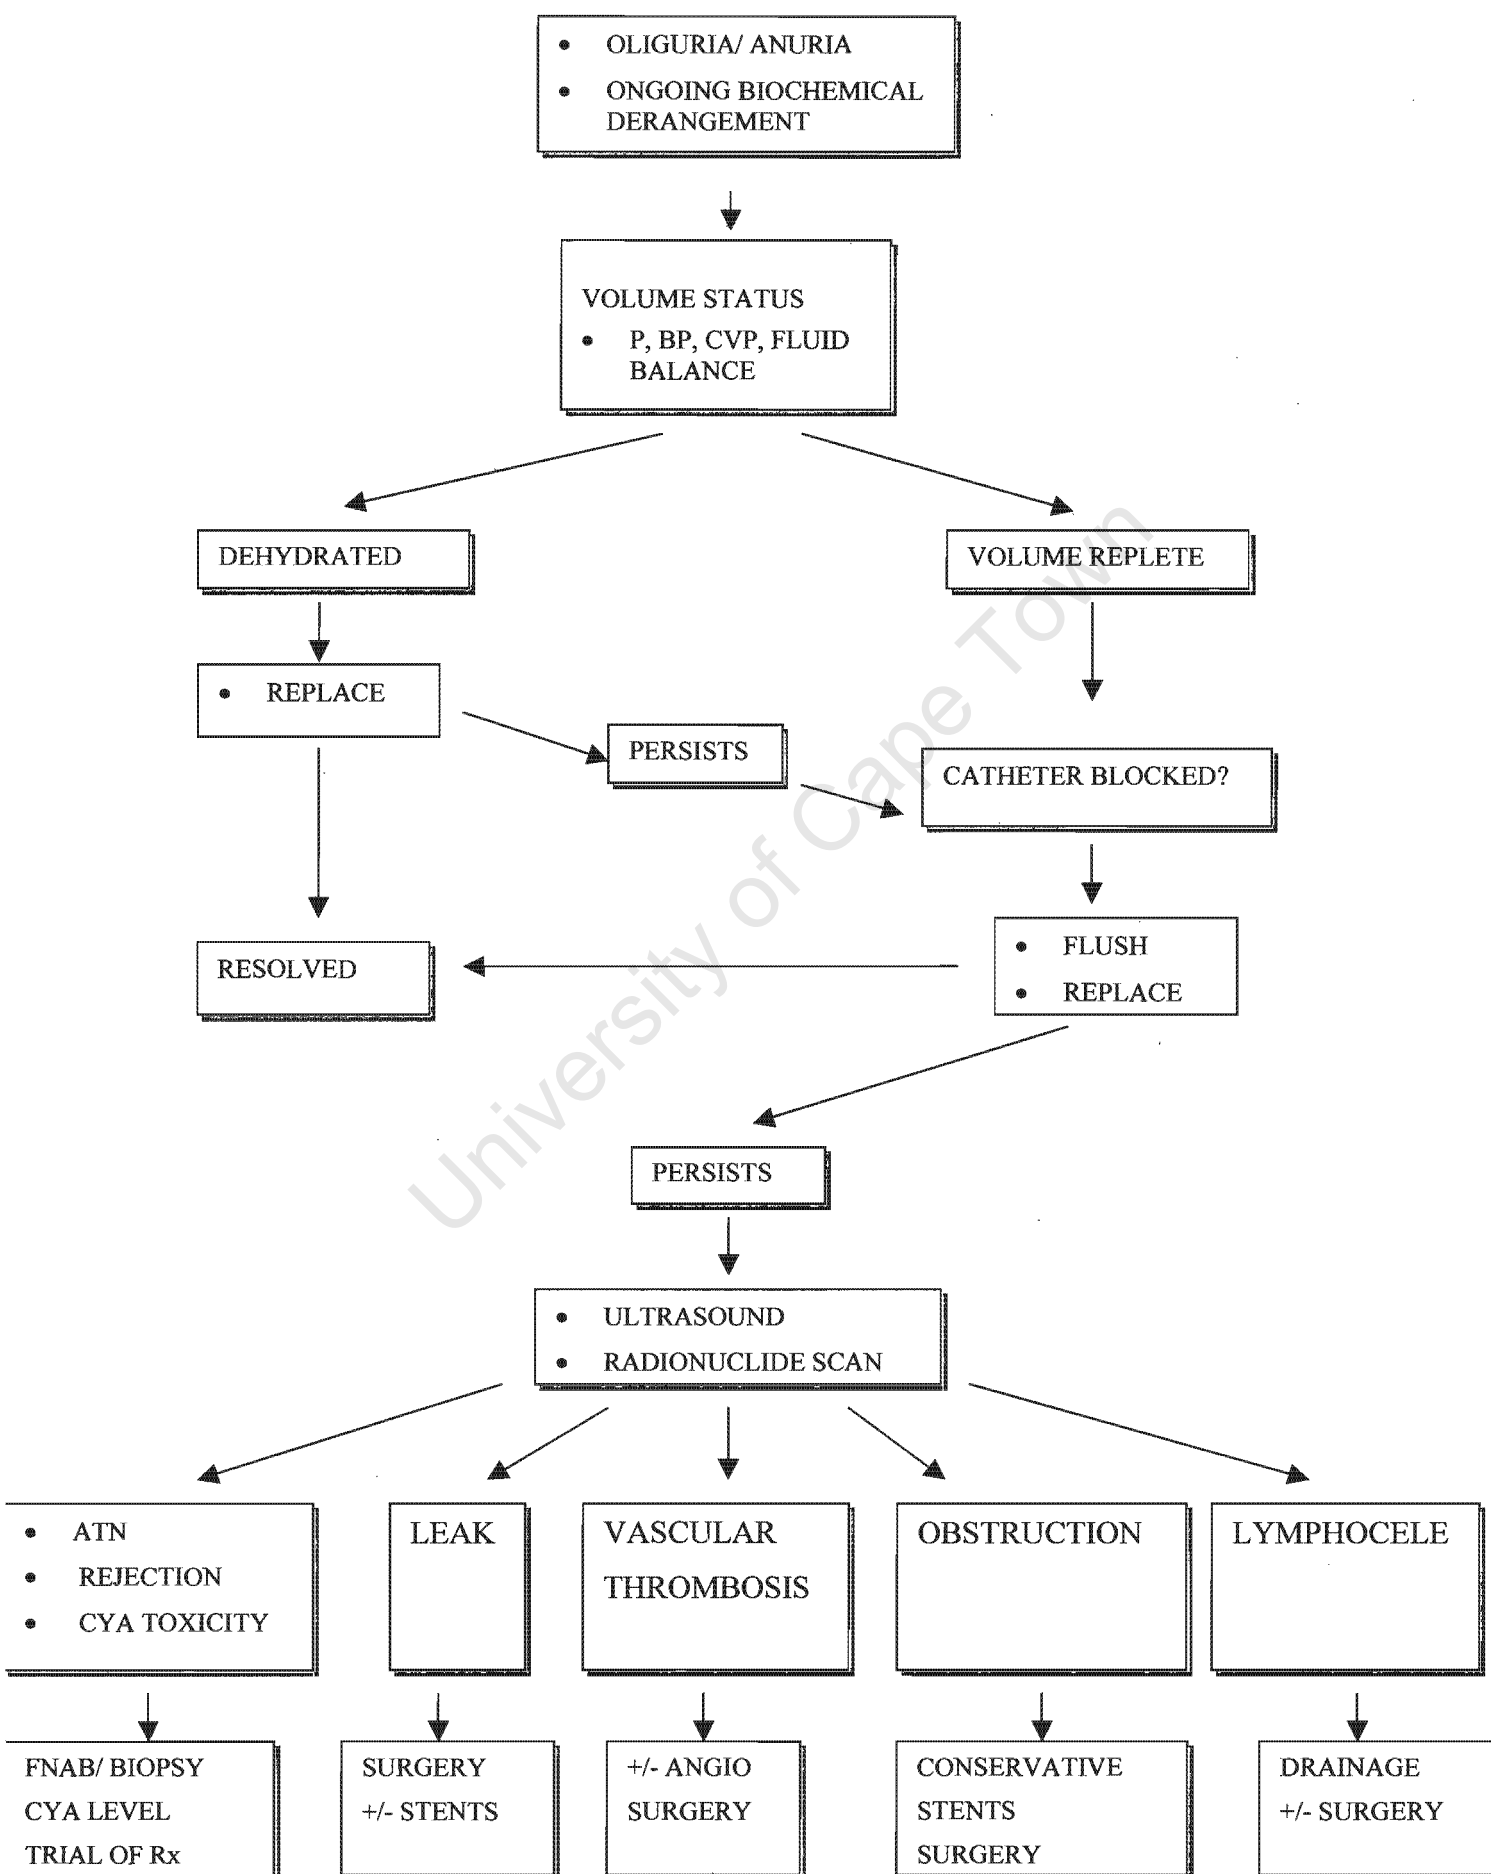 • OLIGURIA/ ANURIA
• ONGOING BIOCHEMICAL
DERANGEMENT
VOLUME STATUS
• P, BP, CVP, FLUID
BALANCE
DEHYDRATED
VOLUME REPLETE
• REPLACE
PERSISTS
CATHETER BLOCKED?
RESOLVED
• FLUSH
• REPLACE
PERSISTS
• ULTRASOUND
• RADIONUCLIDE SCAN
• ATN
• REJECTION
• CYA TOXICITY
LEAK
VASCULAR
THROMBOSIS
OBSTRUCTION
LYMPHOCELE
FNAB/ BIOPSY
CYA LEVEL
TRIAL OF Rx
SURGERY
+/- STENTS
+/- ANGIO
SURGERY
CONSERVATIVE
STENTS
SURGERY
DRAINAGE
+/- SURGERY
University of Cape Town